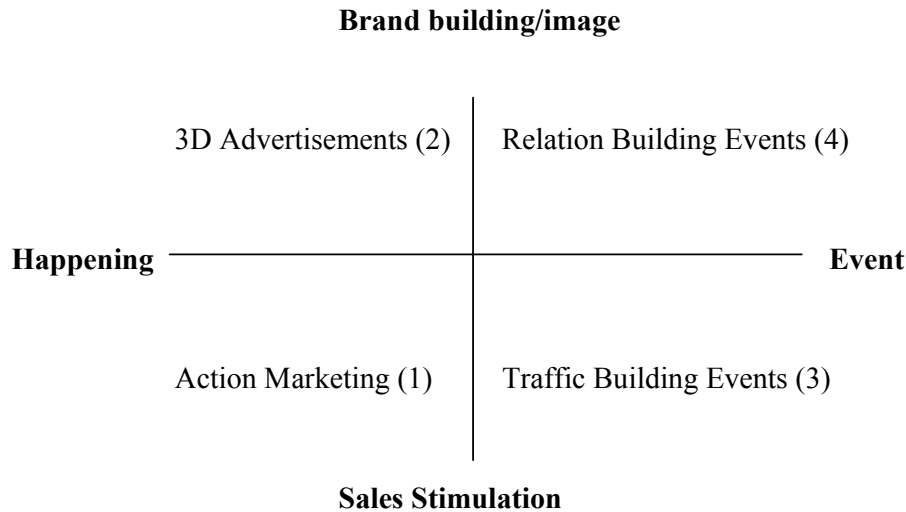 Brand building/image
3D Advertisements (2)
Relation Building Events (4)
Happening
Event
Action Marketing (1)
Traffic Building Events (3)
Sales Stimulation